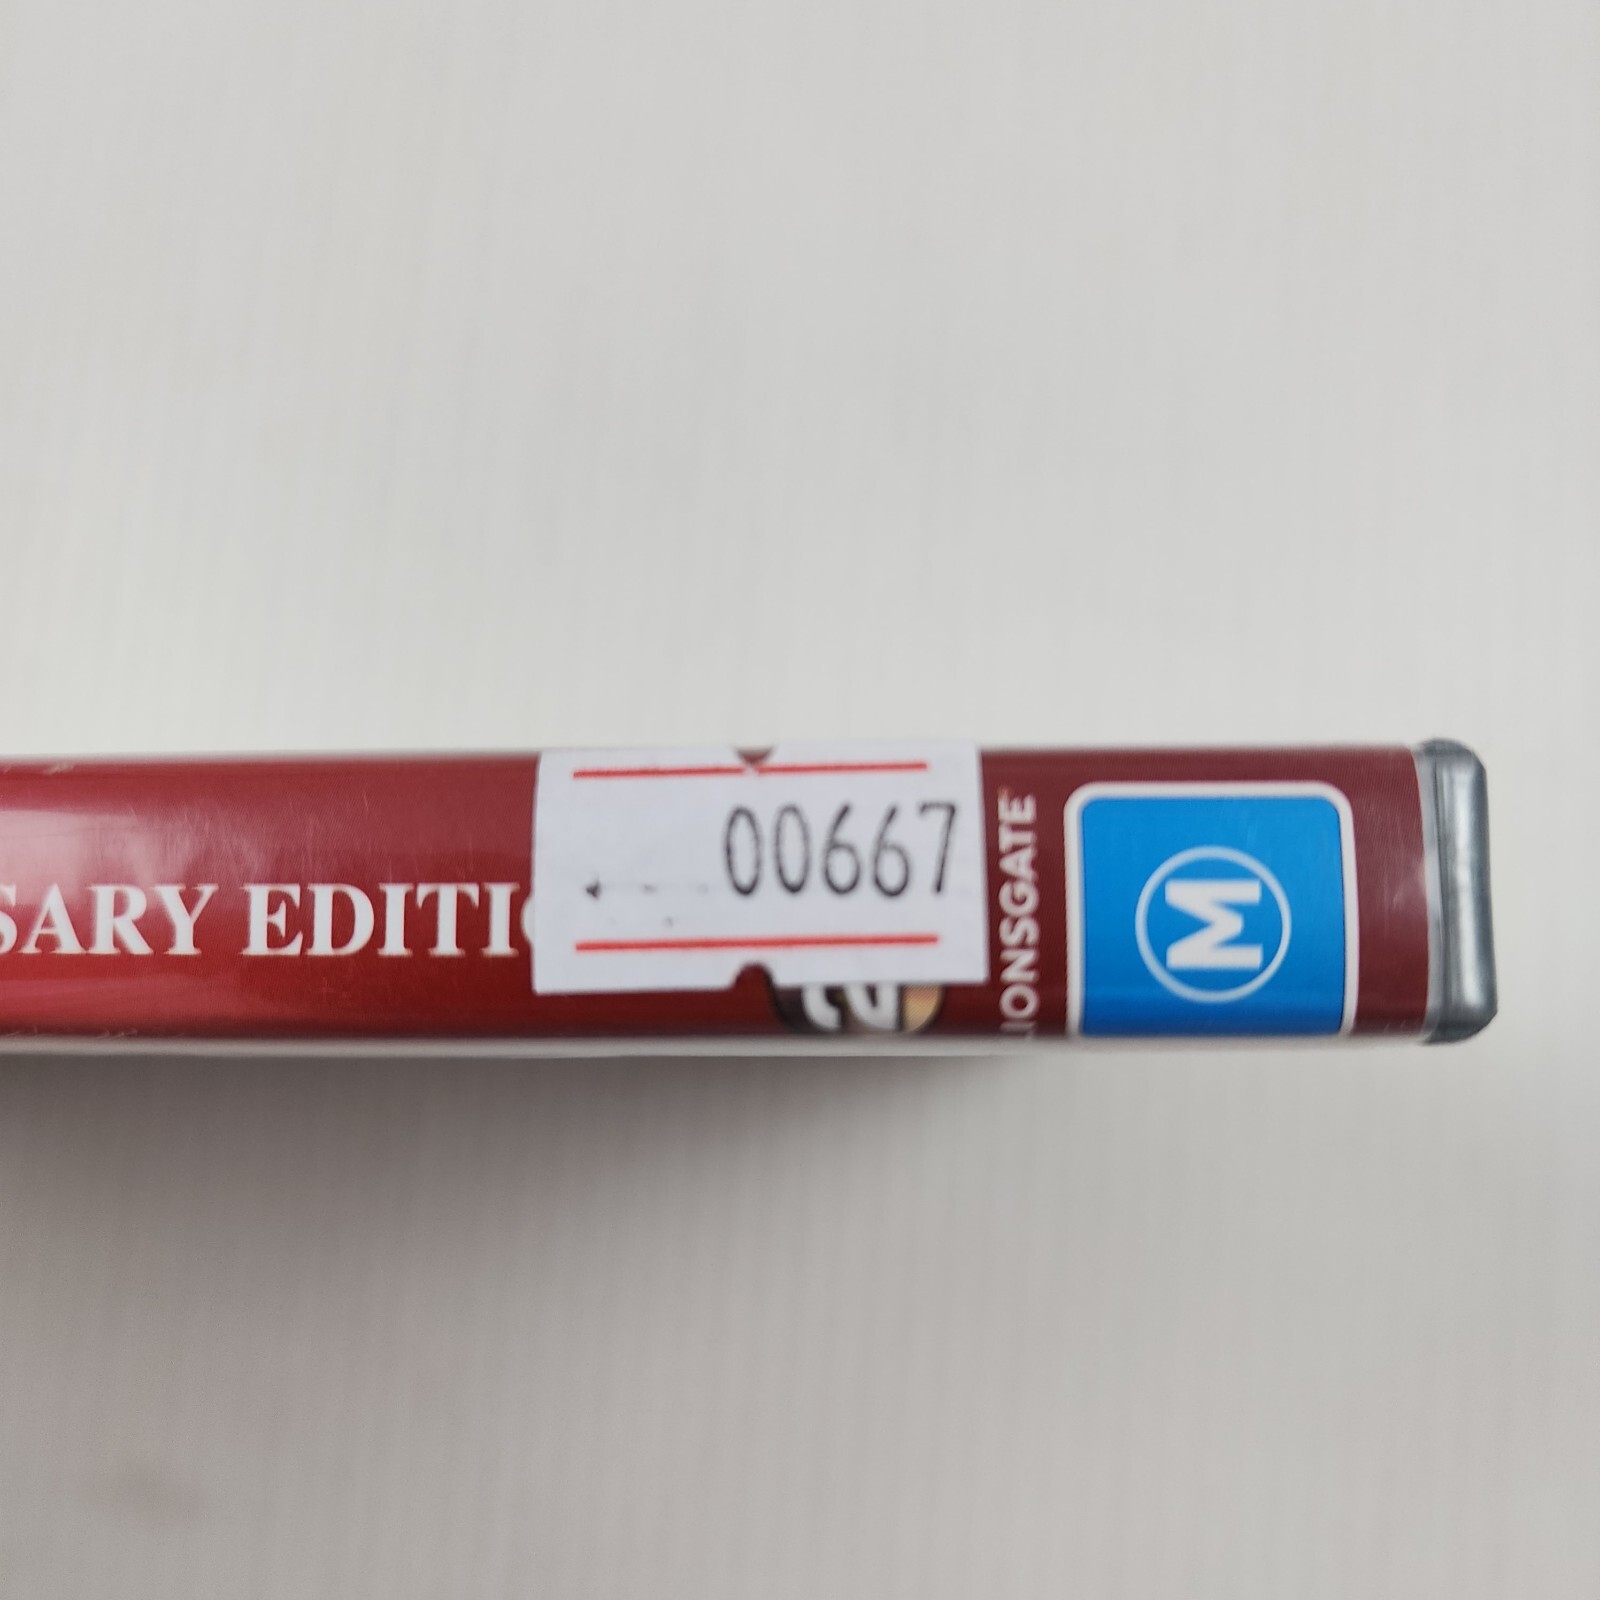 SARY EDITI
00667
LIONSGATE
M